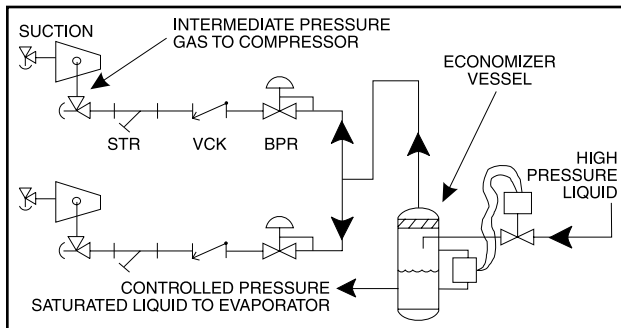 SUCTION
INTERMEDIATE PRESSURE
GAS TO COMPRESSOR
ECONOMIZER
VESSEL
STR
VCK
BPR
HIGH
PRESSURE
LIQUID
CONTROLLED PRESSURE
SATURATED LIQUID TO EVAPORATOR